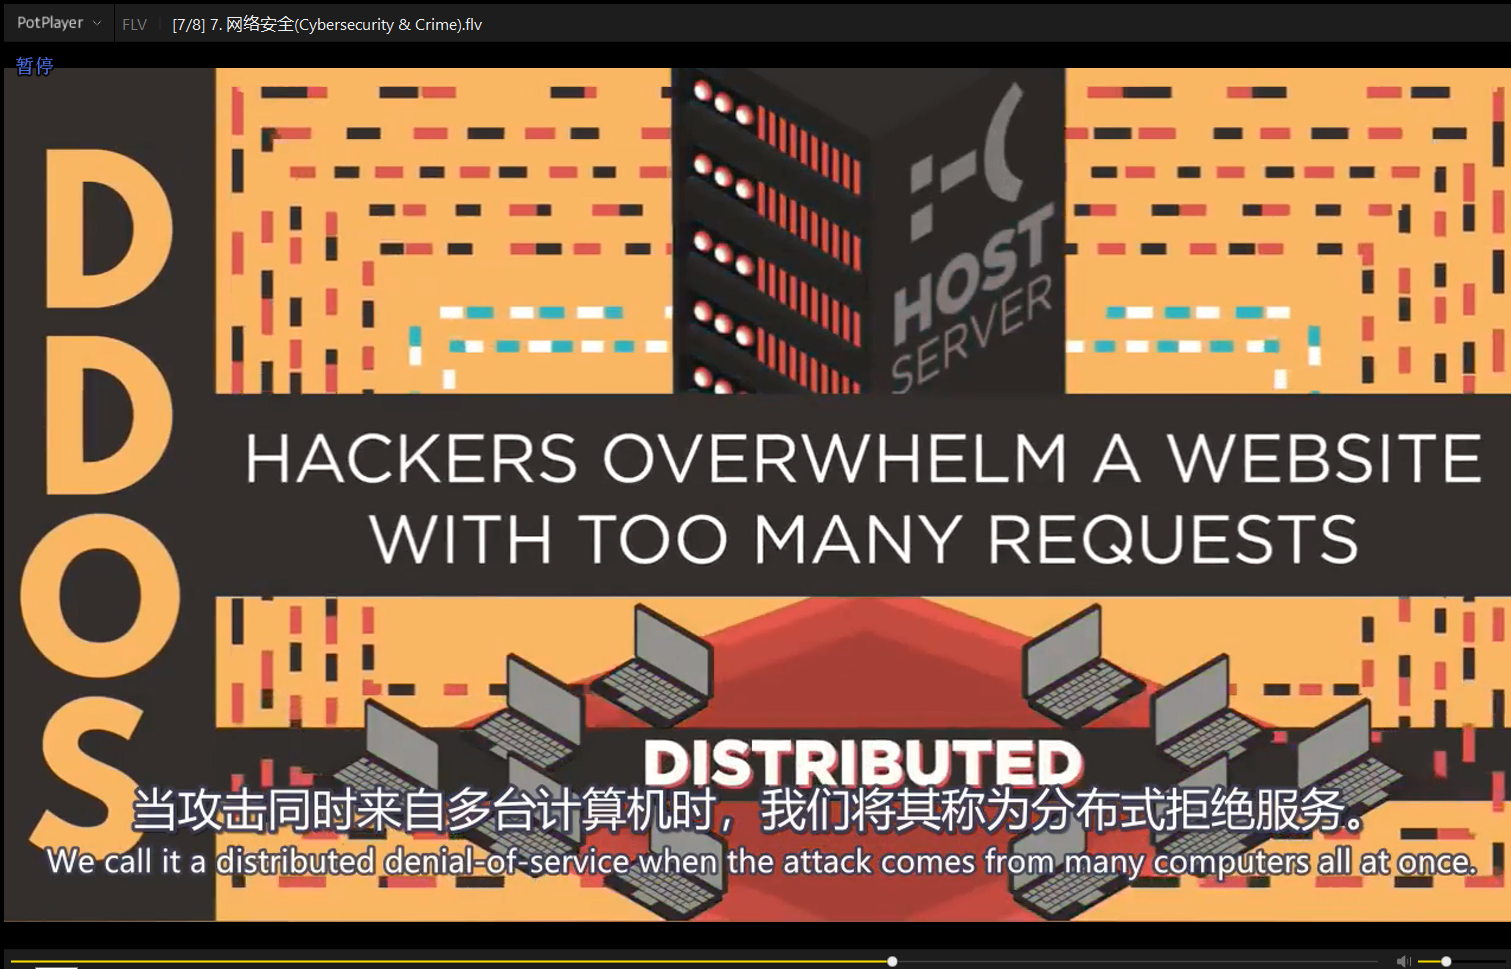 PotPlayer
FLV
[7/8] 7. 网络安全(Cybersecurity & Crime).flv
暂停
DDOS
:-(
HOST
SERVER
HACKERS OVERWHELM A WEBSITE
WITH TOO MANY REQUESTS
DISTRIBUTED
当攻击同时来自多台计算机时，我们将其称为分布式拒绝服务。
We call it a distributed denial-of-service when the attack comes from many computers all at once.